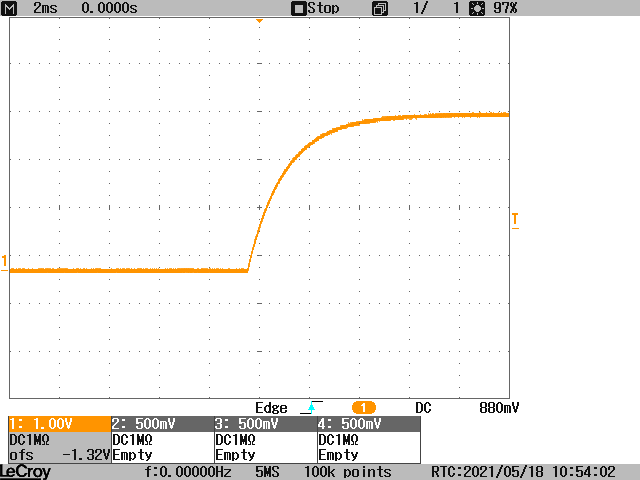 M 2ms 0.0000s Stop 1/ 1 97%
T
1
Edge 1 DC 880mV
1: 1.00V 2: 500mV 3: 500mV 4: 500mV
DC1MΩ DC1MΩ DC1MΩ DC1MΩ
ofs -1.32V Empty Empty Empty
LeCroy f:0.00000Hz 5MS 100k points RTC:2021/05/18 10:54:02